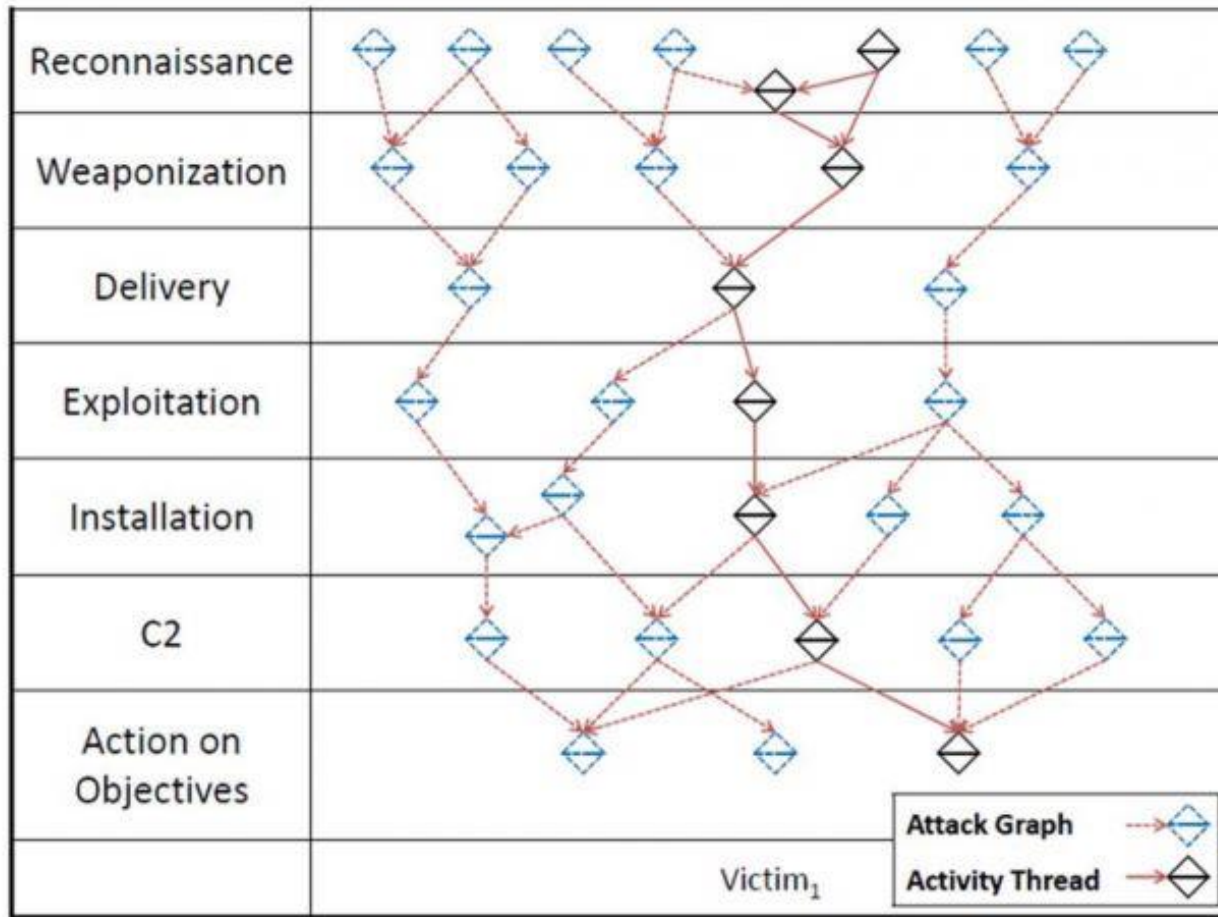 Reconnaissance
Weaponization
Delivery
Exploitation
Installation
C2
Action on
Objectives
Attack Graph
Activity Thread
Victim₁